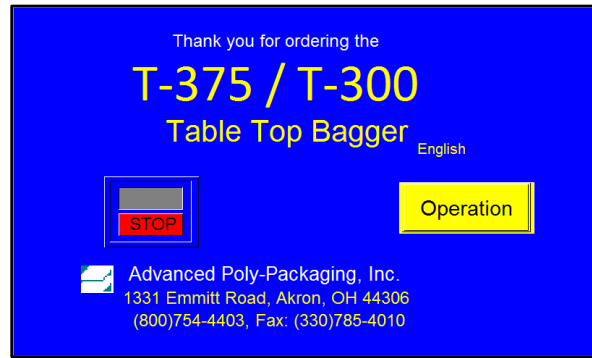 Thank you for ordering the
T-375 / T-300
Table Top Bagger
English
STOP
Operation
Advanced Poly-Packaging, Inc.
1331 Emmitt Road, Akron, OH 44306
(800)754-4403, Fax: (330)785-4010